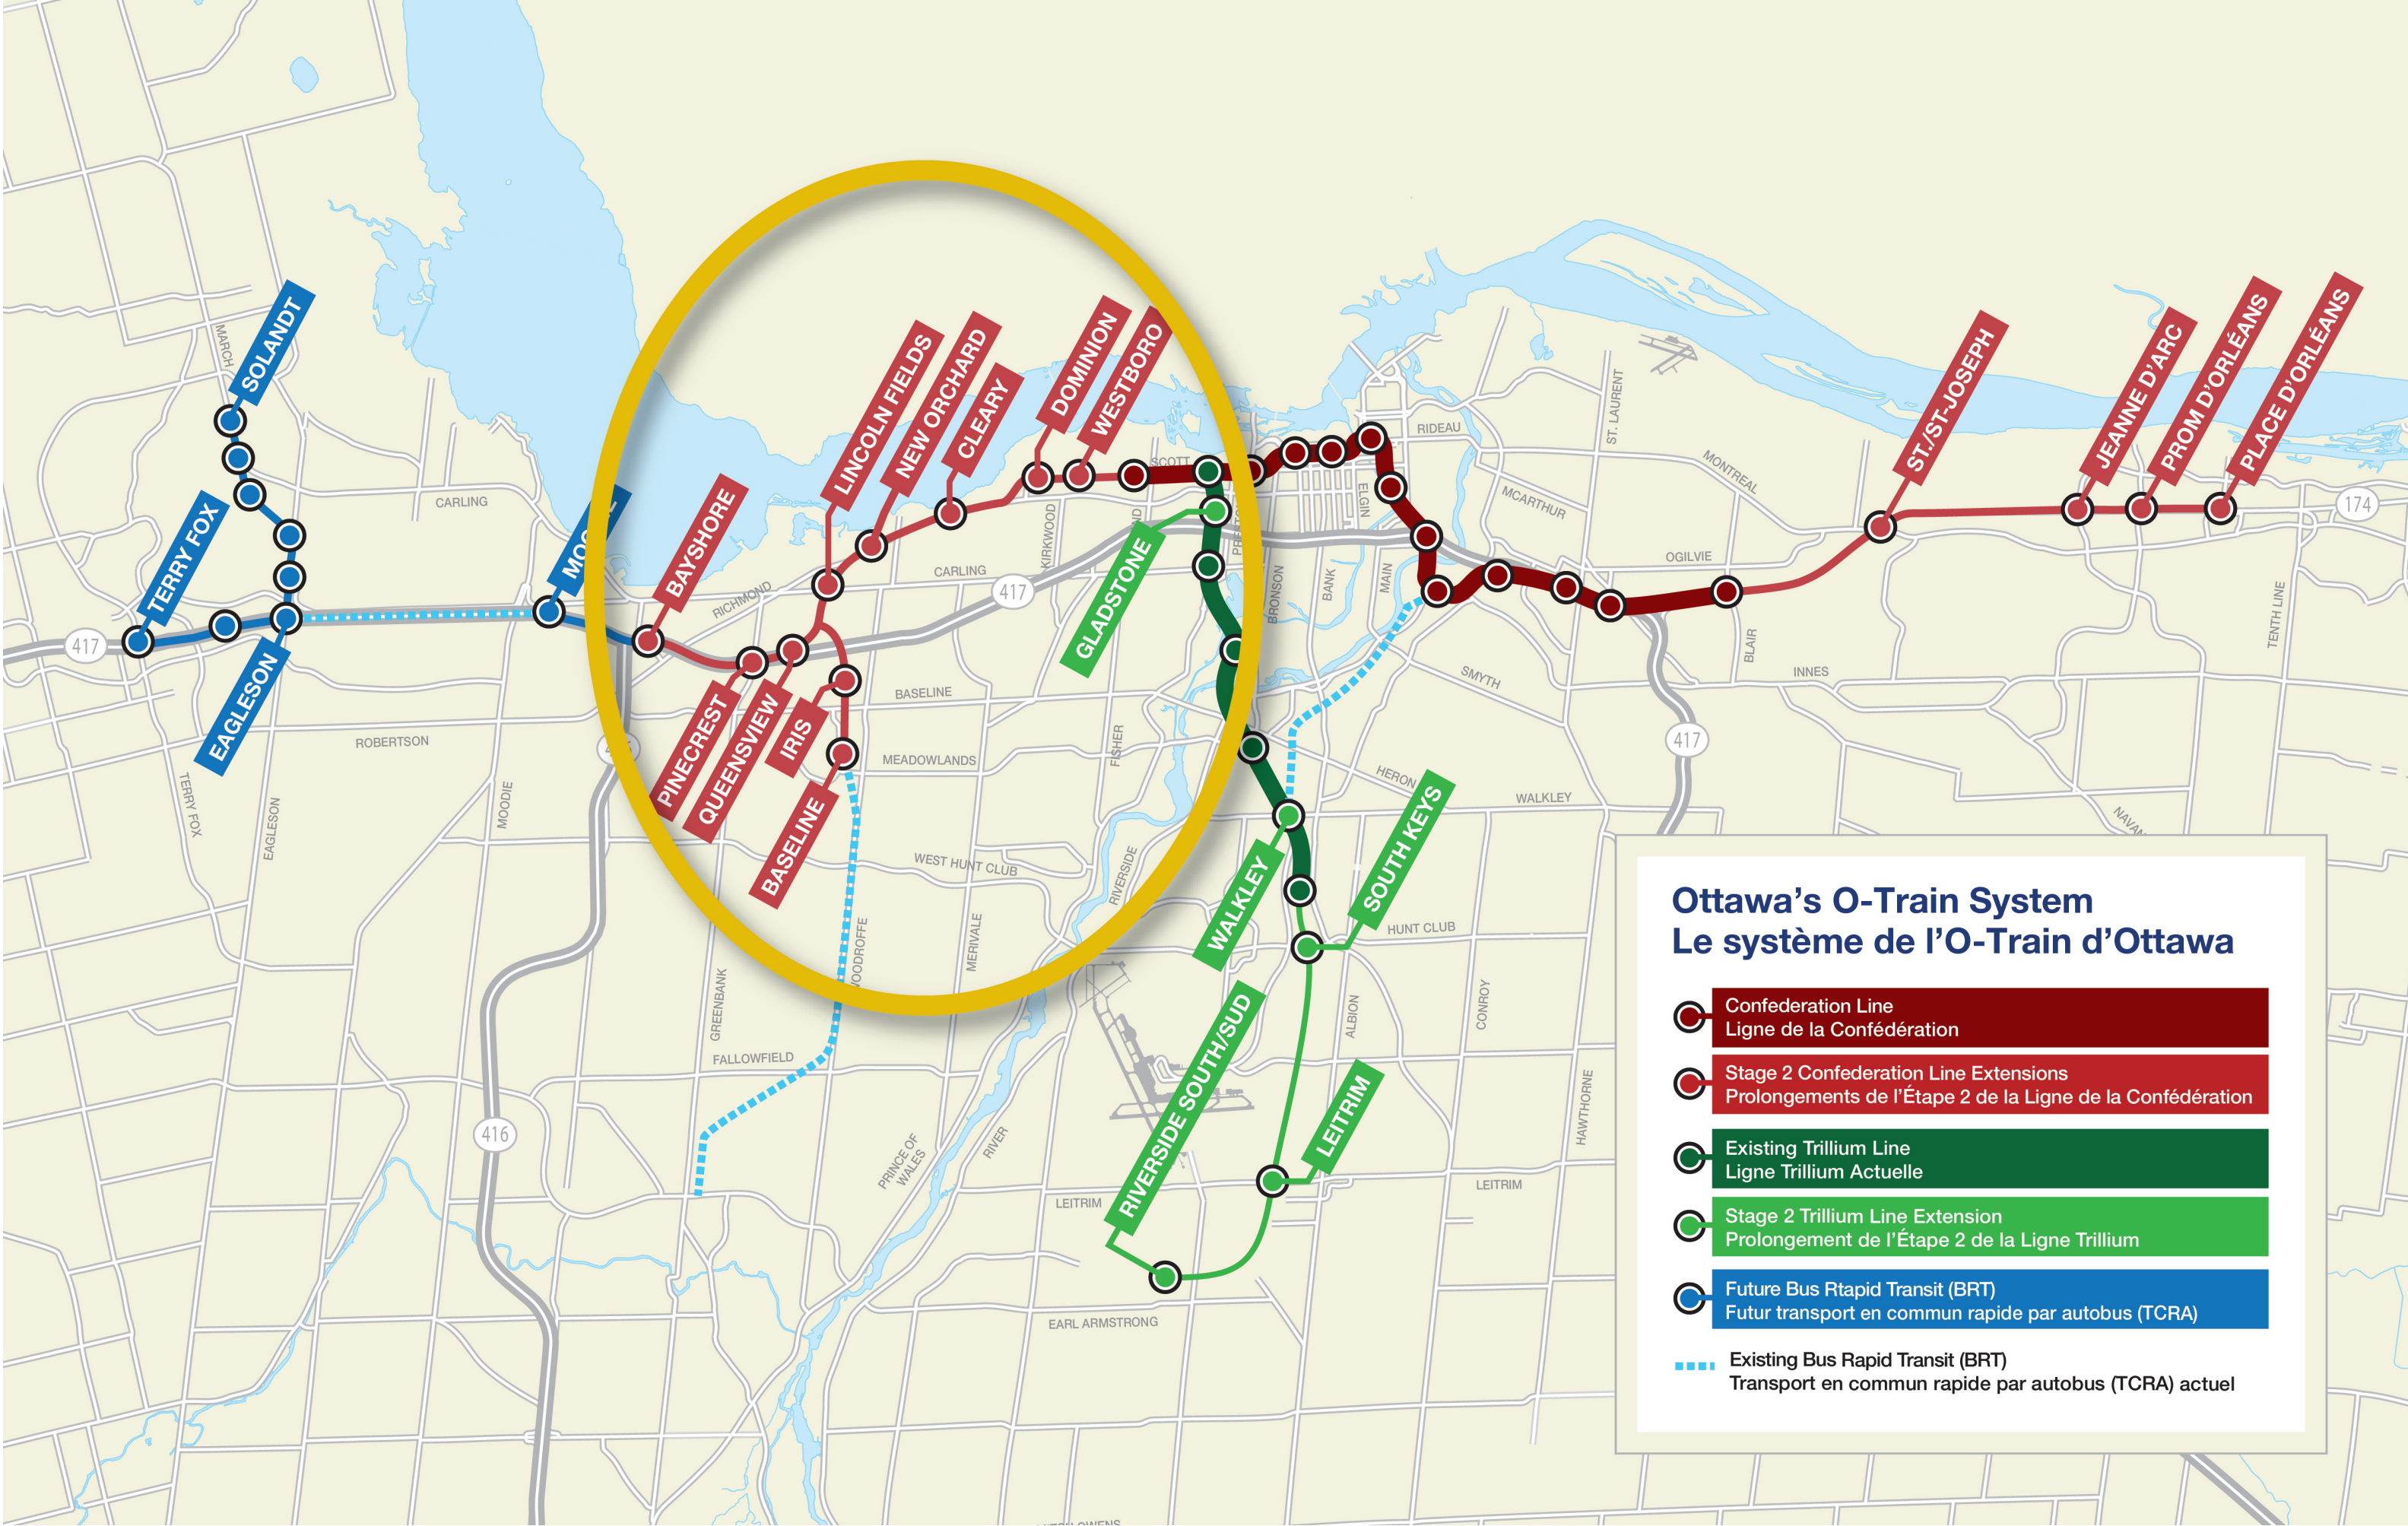 SOLANDT
TERRY FOX
EAGLESON
BAYSHORE
PINECREST
QUEENSVIEW
IRIS
BASELINE
LINCOLN FIELDS
NEW ORCHARD
CLEARY
DOMINION
WESTBORO
GLADSTONE
WALKLEY
SOUTH KEYS
RIVERSIDE SOUTH/SUD
LEITRIM
ST./ST-JOSEPH
JEANNE D'ARC
PROM D'ORLÉANS
PLACE D'ORLÉANS
MARCH
CARLING
417
ROBERTSON
TERRY FOX
EAGLESON
MOODIE
416
RICHMOND
CARLING
417
KIRKWOOD
SCOTT
BASELINE
MEADOWLANDS
FISHER
WEST HUNT CLUB
RIVERSIDE
MERIVALE
GREENBANK
FALLOWFIELD
PRINCE OF
WALES
RIVER
LEITRIM
EARL ARMSTRONG
BRONSON
BANK
MAIN
ELGIN
RIDEAU
MCARTHUR
ST. LAURENT
MONTREAL
OGILVIE
174
BLAIR
INNES
TENTH LINE
SMYTH
HERON
WALKLEY
417
HUNT CLUB
ALBION
CONROY
HAWTHORNE
LEITRIM
Ottawa's O-Train System
Le système de l'O-Train d'Ottawa
Confederation Line
Ligne de la Confédération
Stage 2 Confederation Line Extensions
Prolongements de l'Étape 2 de la Ligne de la Confédération
Existing Trillium Line
Ligne Trillium Actuelle
Stage 2 Trillium Line Extension
Prolongement de l'Étape 2 de la Ligne Trillium
Future Bus Rtapid Transit (BRT)
Futur transport en commun rapide par autobus (TCRA)
Existing Bus Rapid Transit (BRT)
Transport en commun rapide par autobus (TCRA) actuel